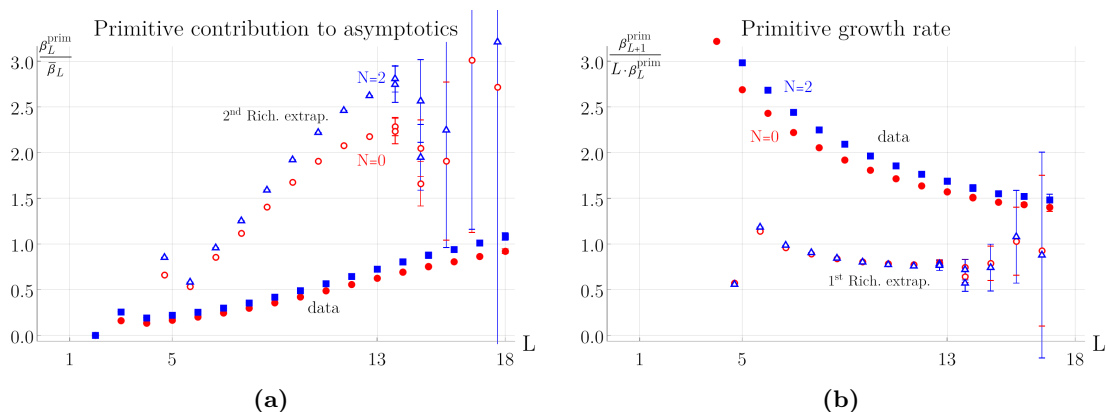 Primitive contribution to asymptotics
β_L^prim
β̄_L
3.0
2.5
2.0
1.5
1.0
0.5
0.0
N=2
2nd Rich. extrap.
N=0
data
1 5 13 18 L
(a)
Primitive growth rate
β_{L+1}^prim
L·β_L^prim
3.0
2.5
2.0
1.5
1.0
0.5
0.0
N=2
N=0
data
1st Rich. extrap.
1 5 13 18 L
(b)